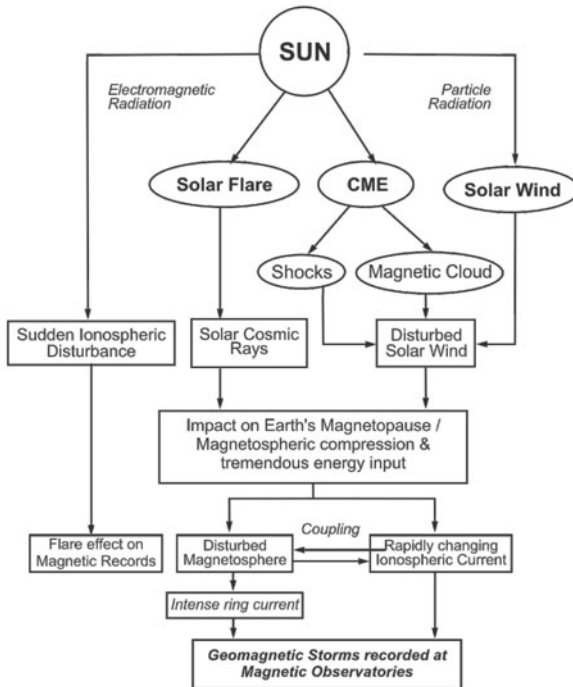 SUN
Electromagnetic
Radiation
Particle
Radiation
Solar Flare
CME
Solar Wind
Shocks
Magnetic Cloud
Sudden Ionospheric
Disturbance
Solar Cosmic
Rays
Disturbed
Solar Wind
Impact on Earth's Magnetopause /
Magnetospheric compression &
tremendous energy input
Coupling
Flare effect on
Magnetic Records
Disturbed
Magnetosphere
Rapidly changing
Ionospheric Current
Intense ring current
Geomagnetic Storms recorded at
Magnetic Observatories